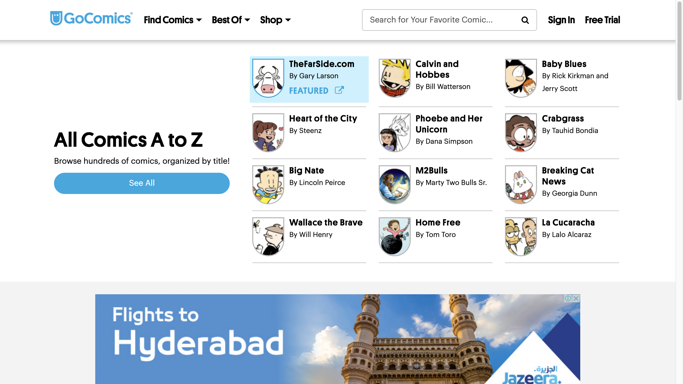 GoComics
Find Comics
Best Of
Shop
Search for Your Favorite Comic...
Sign In
Free Trial
All Comics A to Z
Browse hundreds of comics, organized by title!
See All
TheFarSide.com
By Gary Larson
FEATURED
Calvin and
Hobbes
By Bill Watterson
Baby Blues
By Rick Kirkman and
Jerry Scott
Heart of the City
By Steenz
Phoebe and Her
Unicorn
By Dana Simpson
Crabgrass
By Tauhid Bondia
Big Nate
By Lincoln Peirce
M2Bulls
By Marty Two Bulls Sr.
Breaking Cat
News
By Georgia Dunn
Wallace the Brave
By Will Henry
Home Free
By Tom Toro
La Cucaracha
By Lalo Alcaraz
Flights to
Hyderabad
الجزيرة.
Jazeera.